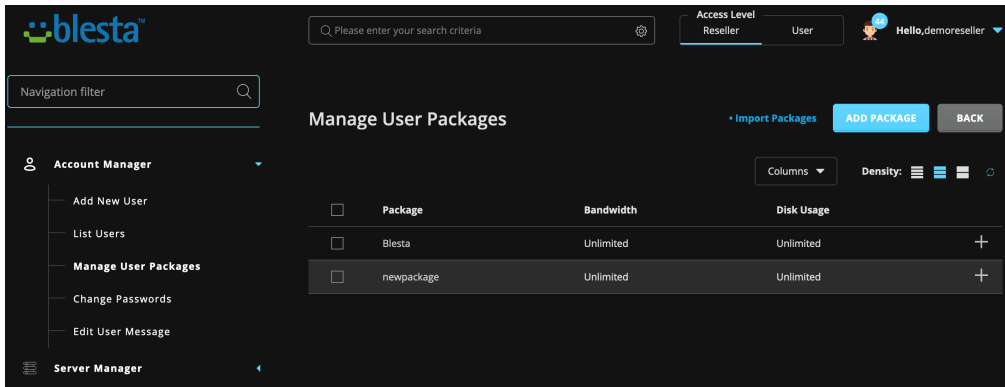 blesta™
Please enter your search criteria
Access Level
Reseller User
44
Hello,demoreseller
Navigation filter
Manage User Packages
• Import Packages
ADD PACKAGE
BACK
Account Manager
Add New User
List Users
Manage User Packages
Change Passwords
Edit User Message
Server Manager
Columns
Density:
Package Bandwidth Disk Usage
Blesta Unlimited Unlimited
newpackage Unlimited Unlimited